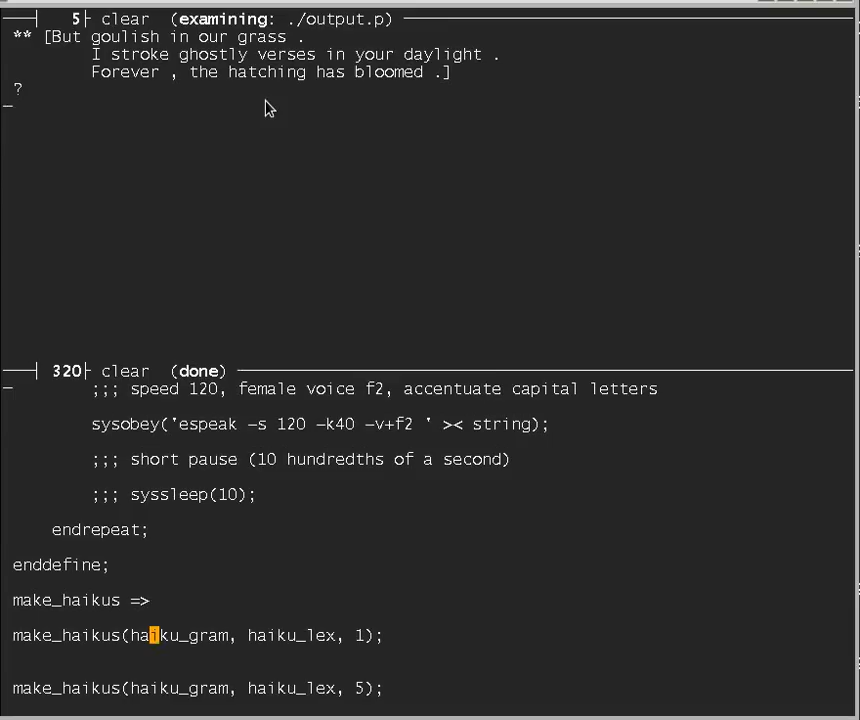 5 clear (examining: ./output.p)
** [But goulish in our grass .
I stroke ghostly verses in your daylight .
Forever , the hatching has bloomed .]
?
320 clear (done)
;;; speed 120, female voice f2, accentuate capital letters
sysobey('espeak -s 120 -k40 -v+f2 ' >< string);
;;; short pause (10 hundredths of a second)
;;; syssleep(10);
endrepeat;
enddefine;
make_haikus =>
make_haikus(haiku_gram, haiku_lex, 1);
make_haikus(haiku_gram, haiku_lex, 5);